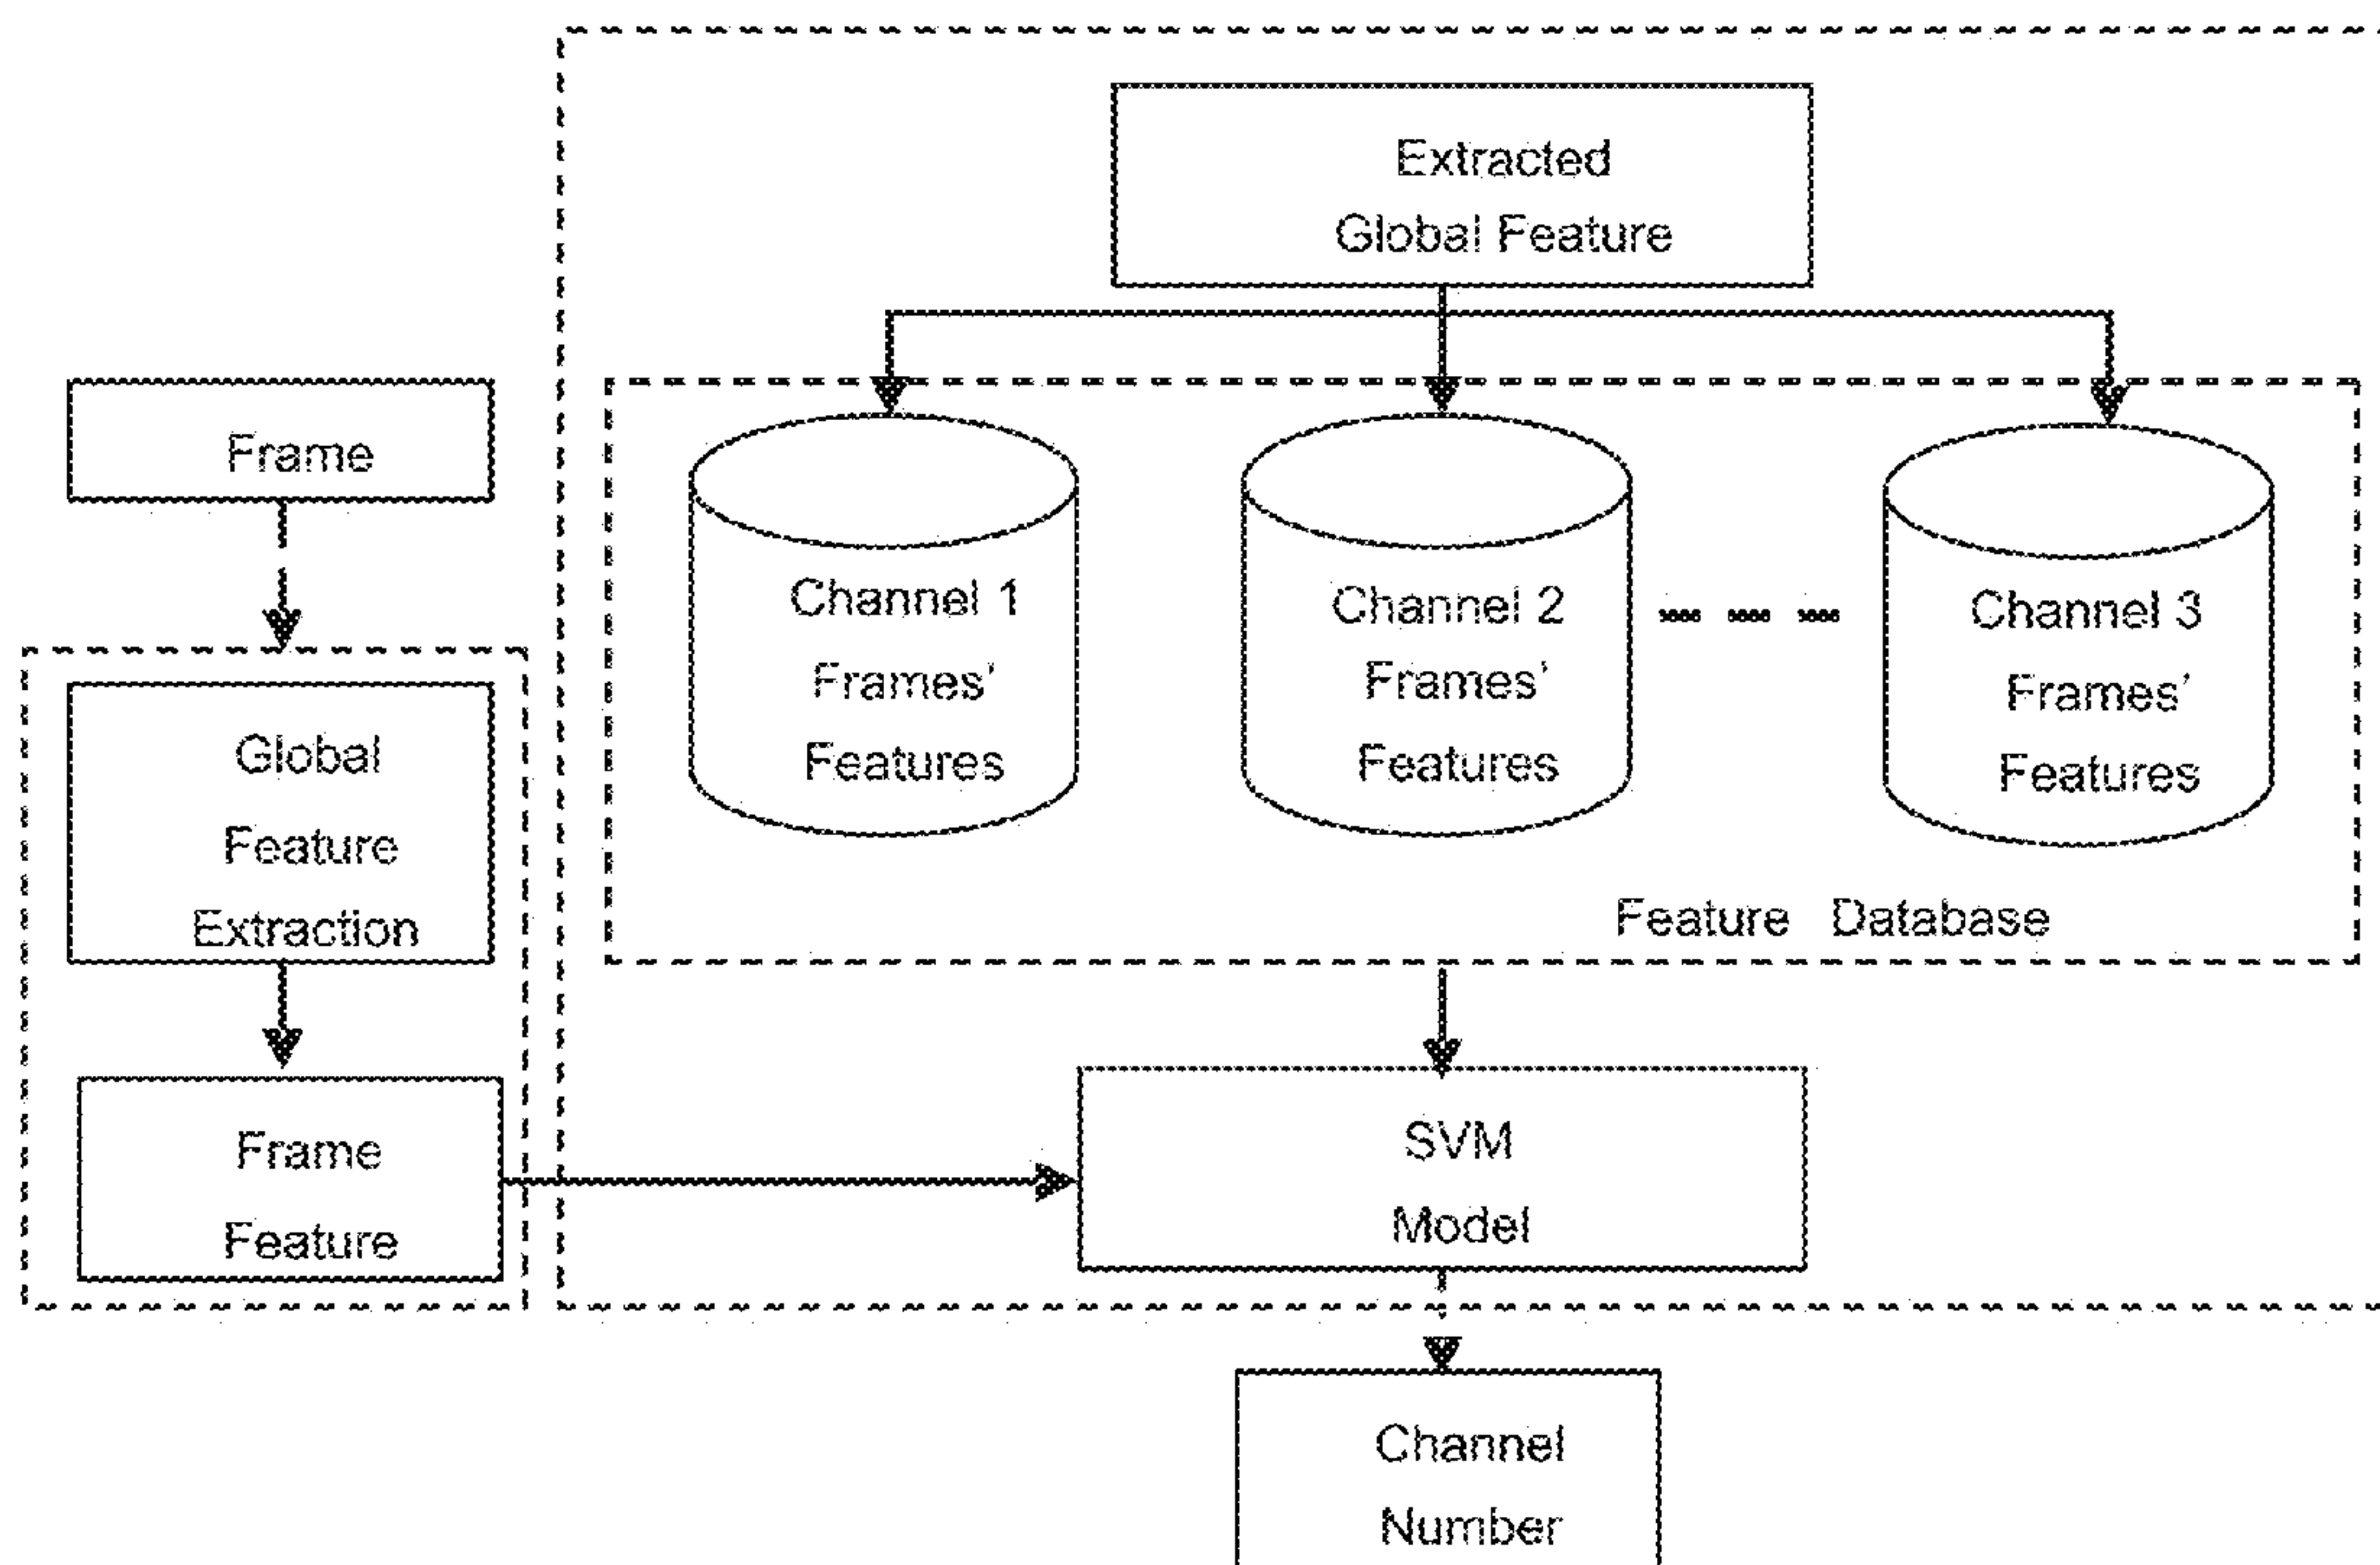 Extracted
Global Feature
Frame
Channel 1
Frames'
Features
Channel 2
Frames'
Features
Channel 3
Frames'
Features
Feature Database
Global
Feature
Extraction
Frame
Feature
SVM
Model
Channel
Number